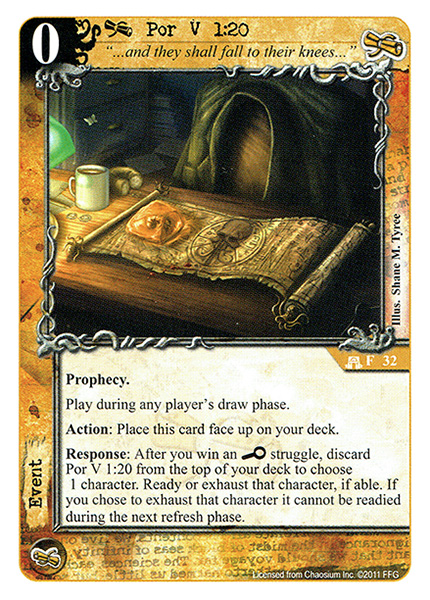 0
Por V 1:20
"...and they shall fall to their knees..."
Illus. Shane M. Tyree
F 32
Prophecy.
Play during any player's draw phase.
Action: Place this card face up on your deck.
Response: After you win an struggle, discard
Por V 1:20 from the top of your deck to choose
1 character. Ready or exhaust that character, if able. If
you chose to exhaust that character it cannot be readied
during the next refresh phase.
Event
Licensed from Chaosium Inc. ©2011 FFG